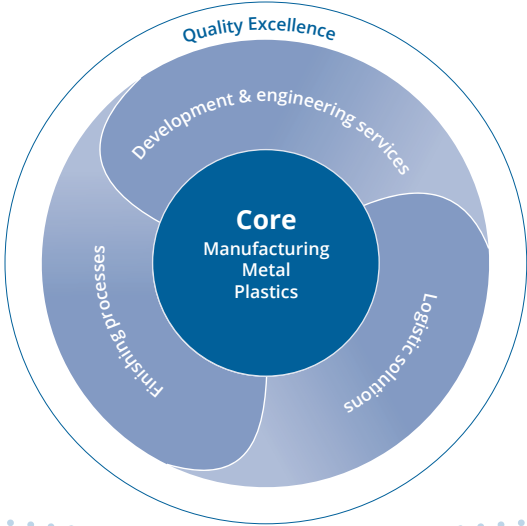 Quality Excellence
Development & engineering services
Core
Manufacturing
Metal
Plastics
Finishing processes
Logistic solutions